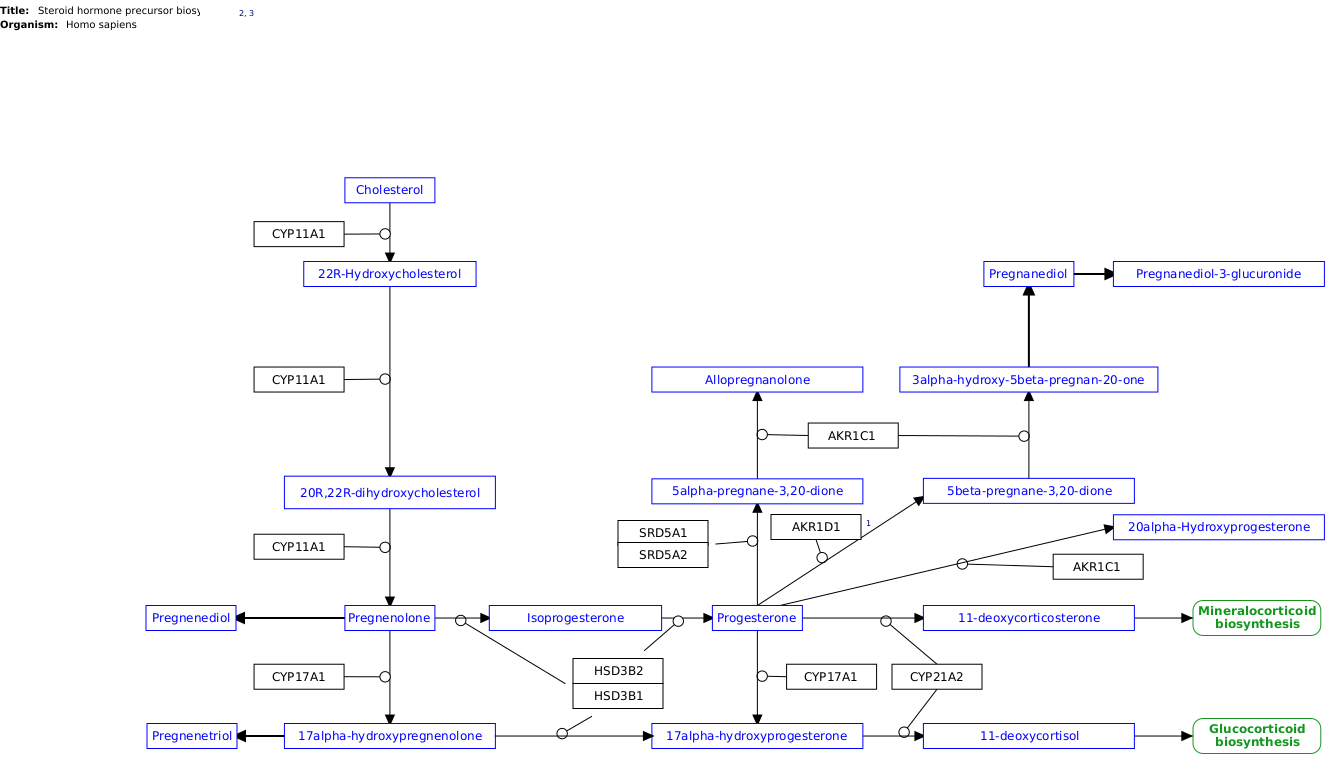 Title: Steroid hormone precursor biosy
2, 3
Organism: Homo sapiens
Cholesterol
CYP11A1
22R-Hydroxycholesterol
Pregnanediol
Pregnanediol-3-glucuronide
CYP11A1
Allopregnanolone
3alpha-hydroxy-5beta-pregnan-20-one
AKR1C1
20R,22R-dihydroxycholesterol
5alpha-pregnane-3,20-dione
5beta-pregnane-3,20-dione
SRD5A1
SRD5A2
AKR1D1
1
20alpha-Hydroxyprogesterone
CYP11A1
AKR1C1
Pregnenediol
Pregnenolone
Isoprogesterone
Progesterone
11-deoxycorticosterone
Mineralocorticoid
biosynthesis
CYP17A1
HSD3B2
HSD3B1
CYP17A1
CYP21A2
Pregnenetriol
17alpha-hydroxypregnenolone
17alpha-hydroxyprogesterone
11-deoxycortisol
Glucocorticoid
biosynthesis